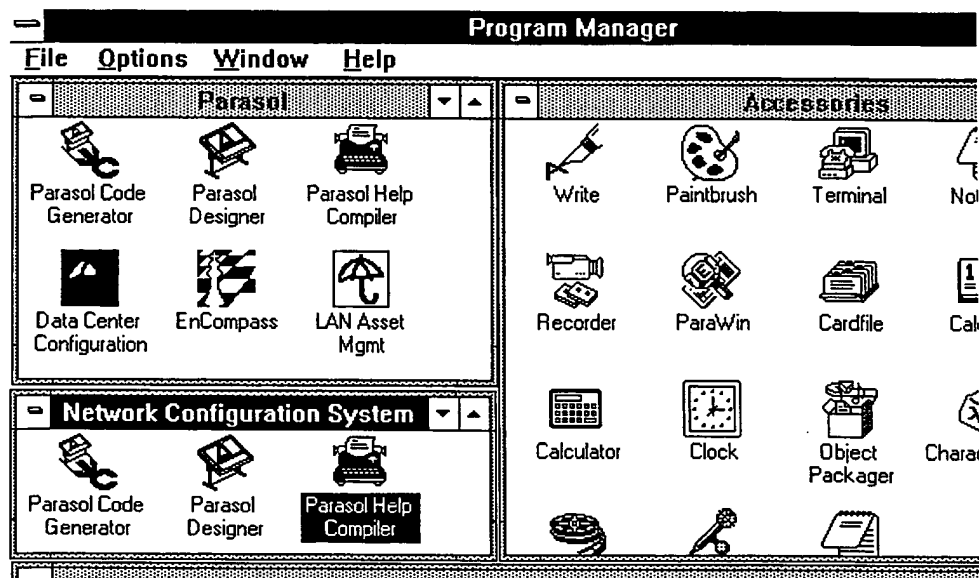 Program Manager
File Options Window Help
Parasol
Parasol Code
Generator
Parasol
Designer
Parasol Help
Compiler
Data Center
Configuration
EnCompass
LAN Asset
Mgmt
Network Configuration System
Parasol Code
Generator
Parasol
Designer
Parasol Help
Compiler
Accessories
Write
Paintbrush
Terminal
Recorder
ParaWin
Cardfile
Calculator
Clock
Object
Packager